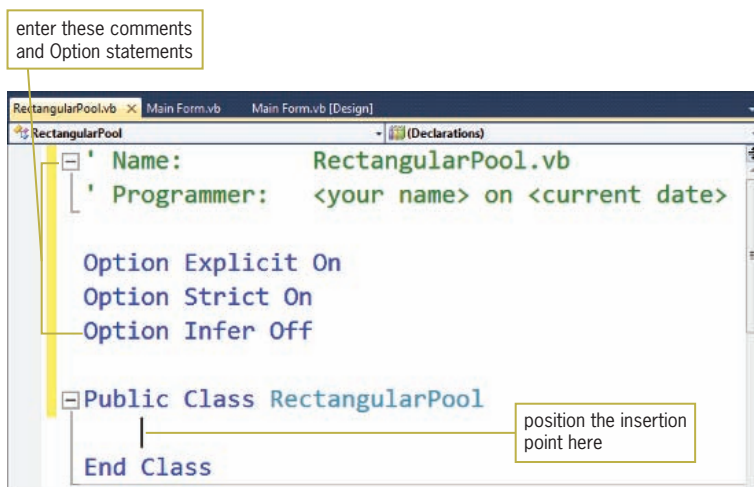 enter these comments
and Option statements
RectangularPool.vb Main Form.vb Main Form.vb [Design]
RectangularPool (Declarations)
' Name: RectangularPool.vb
' Programmer: <your name> on <current date>
Option Explicit On
Option Strict On
Option Infer Off
Public Class RectangularPool
position the insertion
point here
End Class